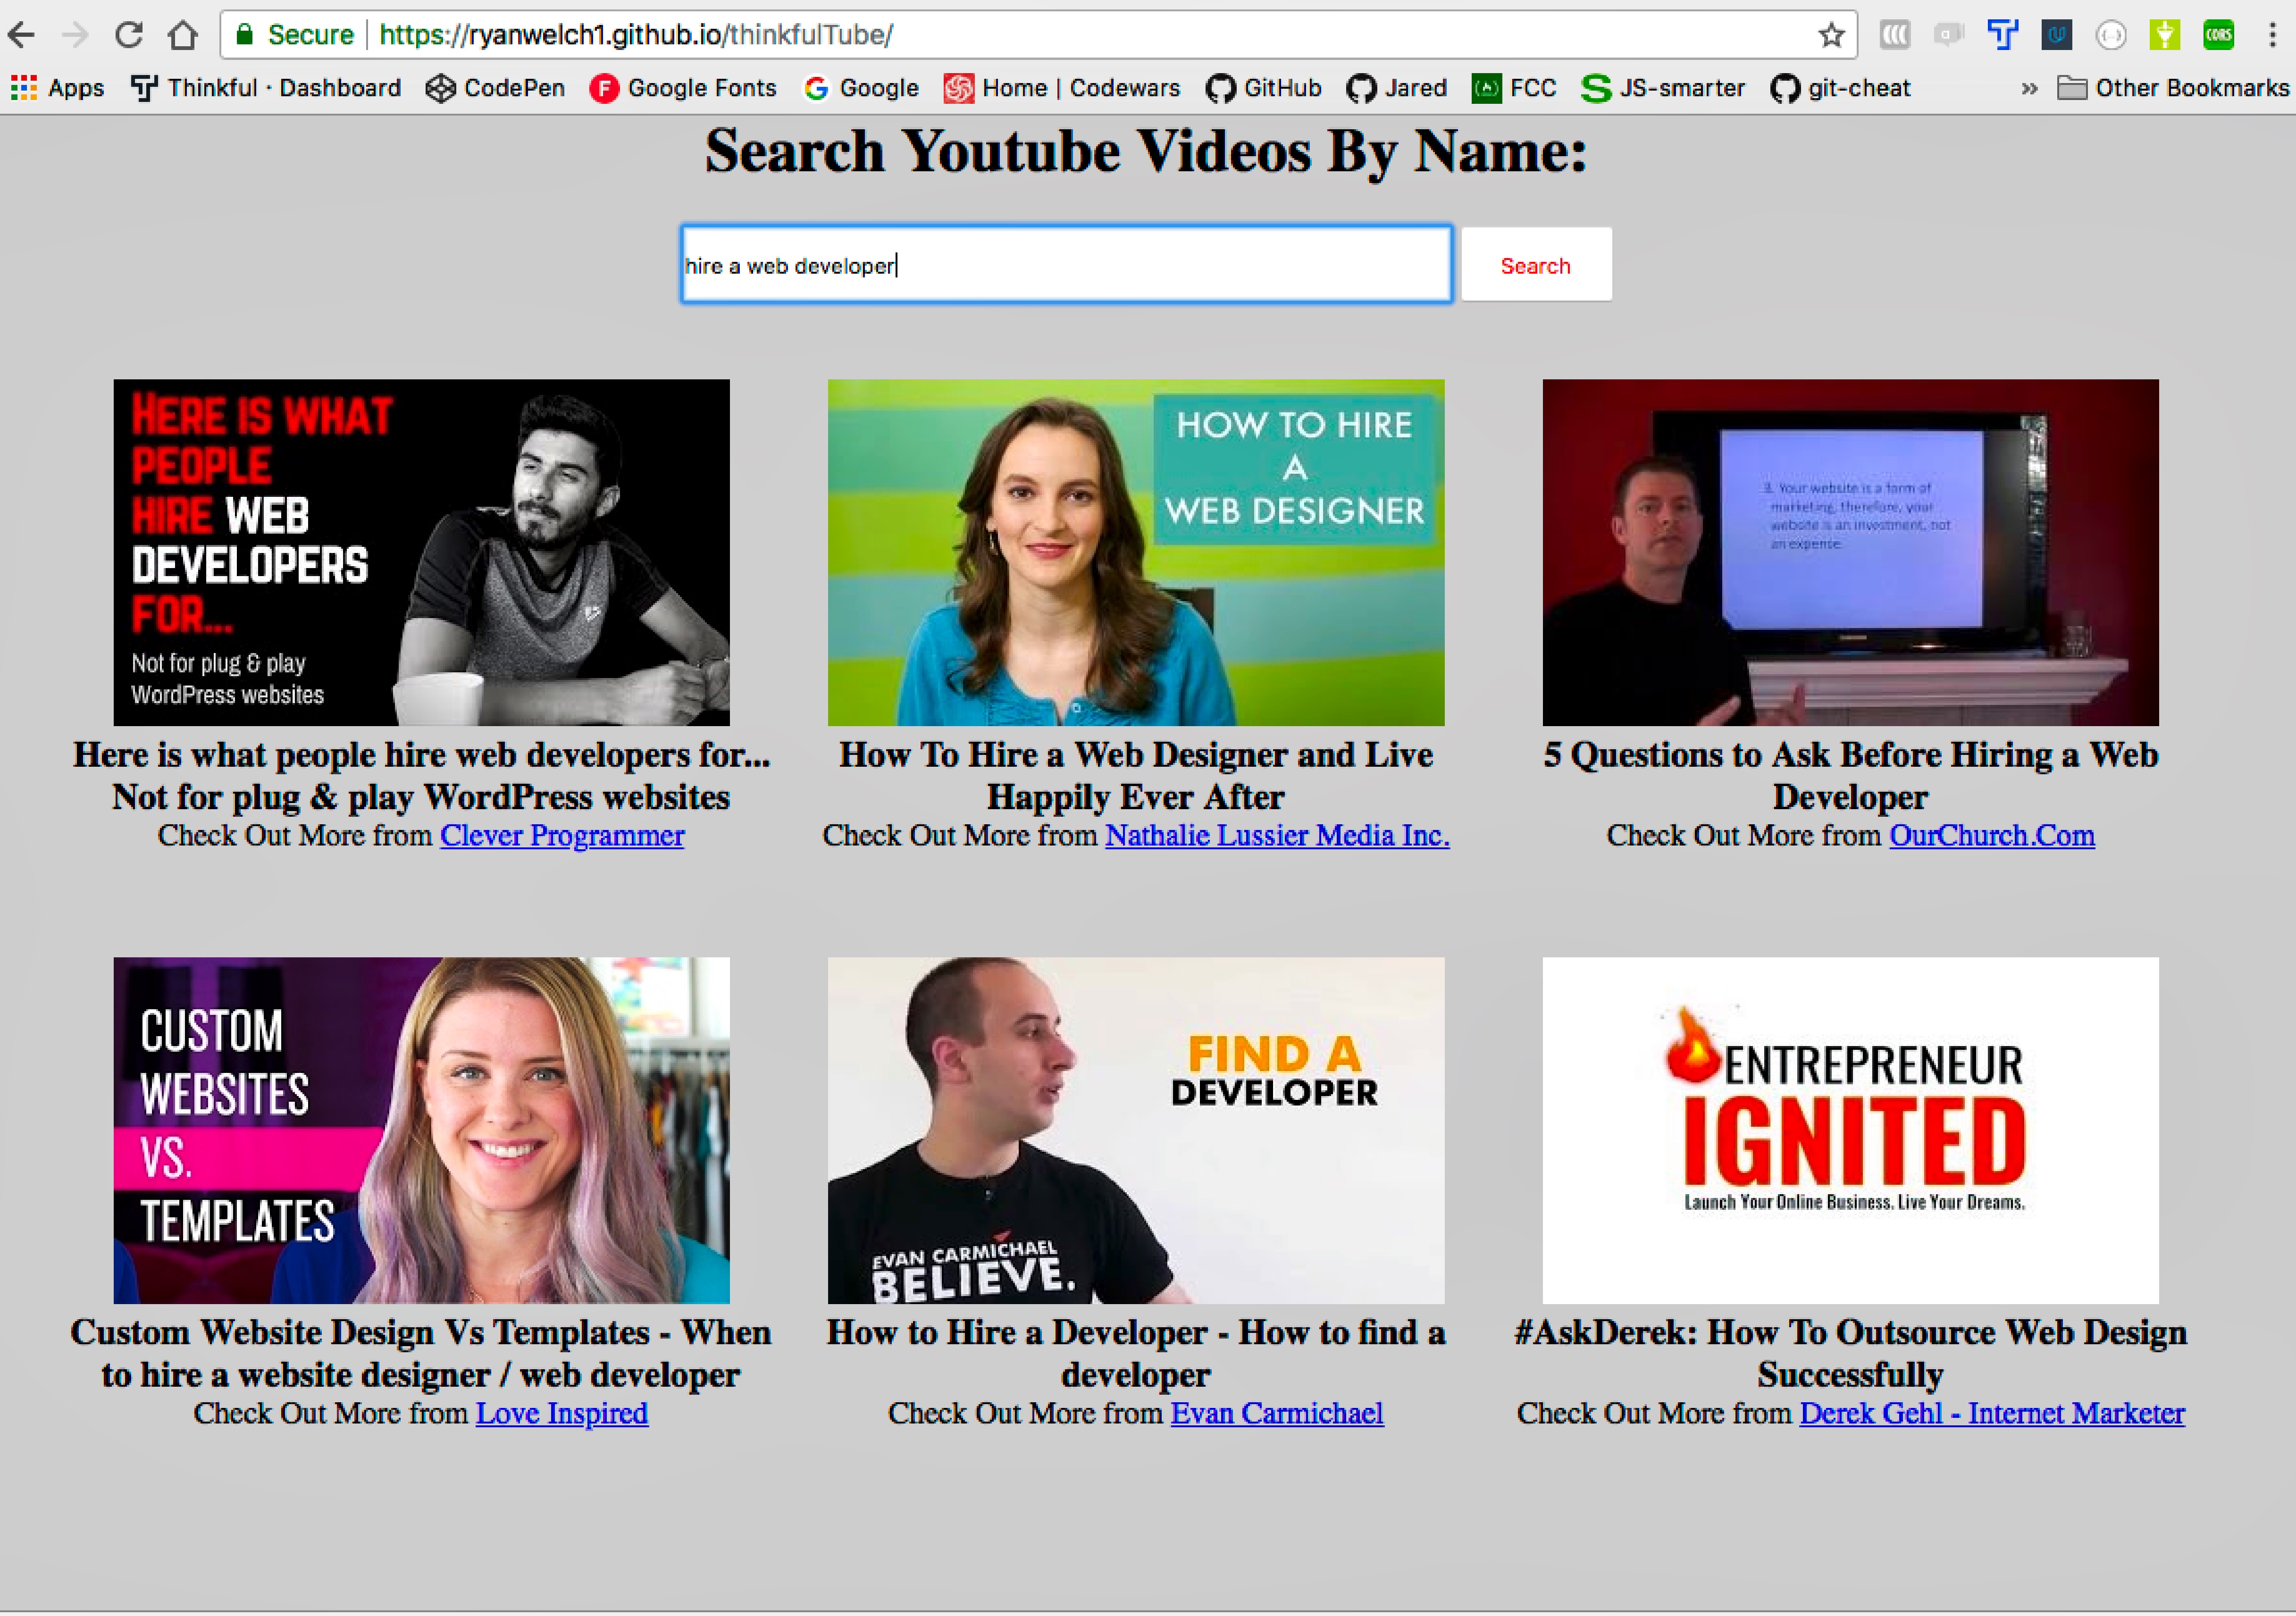 Secure https://ryanwelch1.github.io/thinkfulTube/
CORS
Apps Thinkful · Dashboard CodePen Google Fonts Google Home | Codewars GitHub Jared FCC JS-smarter git-cheat » Other Bookmarks
Search Youtube Videos By Name:
hire a web developer Search
HERE IS WHAT
PEOPLE
HIRE WEB
DEVELOPERS
FOR...
Not for plug & play
WordPress websites
HOW TO HIRE
A
WEB DESIGNER
3. Your website is a form of
marketing, therefore, your
website is an investment, not
an expense.
Here is what people hire web developers for...
Not for plug & play WordPress websites
Check Out More from Clever Programmer
How To Hire a Web Designer and Live
Happily Ever After
Check Out More from Nathalie Lussier Media Inc.
5 Questions to Ask Before Hiring a Web
Developer
Check Out More from OurChurch.Com
CUSTOM
WEBSITES
VS.
TEMPLATES
FIND A
DEVELOPER
EVAN CARMICHAEL
BELIEVE.
ENTREPRENEUR
IGNITED
Launch Your Online Business. Live Your Dreams.
Custom Website Design Vs Templates - When
to hire a website designer / web developer
Check Out More from Love Inspired
How to Hire a Developer - How to find a
developer
Check Out More from Evan Carmichael
#AskDerek: How To Outsource Web Design
Successfully
Check Out More from Derek Gehl - Internet Marketer